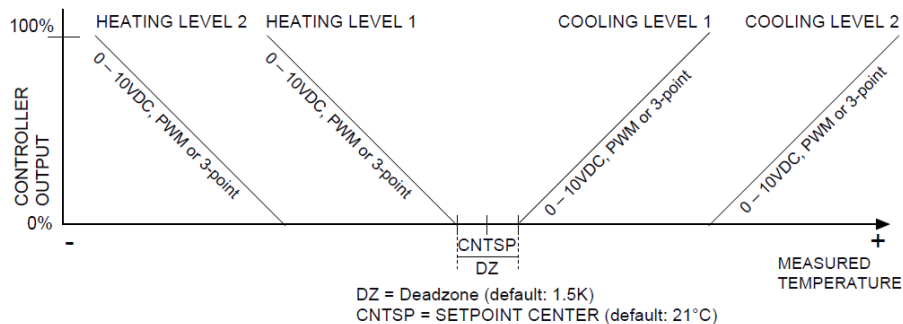 HEATING LEVEL 2
HEATING LEVEL 1
COOLING LEVEL 1
COOLING LEVEL 2
100%
0 – 10VDC, PWM or 3-point
0 – 10VDC, PWM or 3-point
0 – 10VDC, PWM or 3-point
0 – 10VDC, PWM or 3-point
CONTROLLER
OUTPUT
0%
-
+
CNTSP
DZ
MEASURED
TEMPERATURE
DZ = Deadzone (default: 1.5K)
CNTSP = SETPOINT CENTER (default: 21°C)